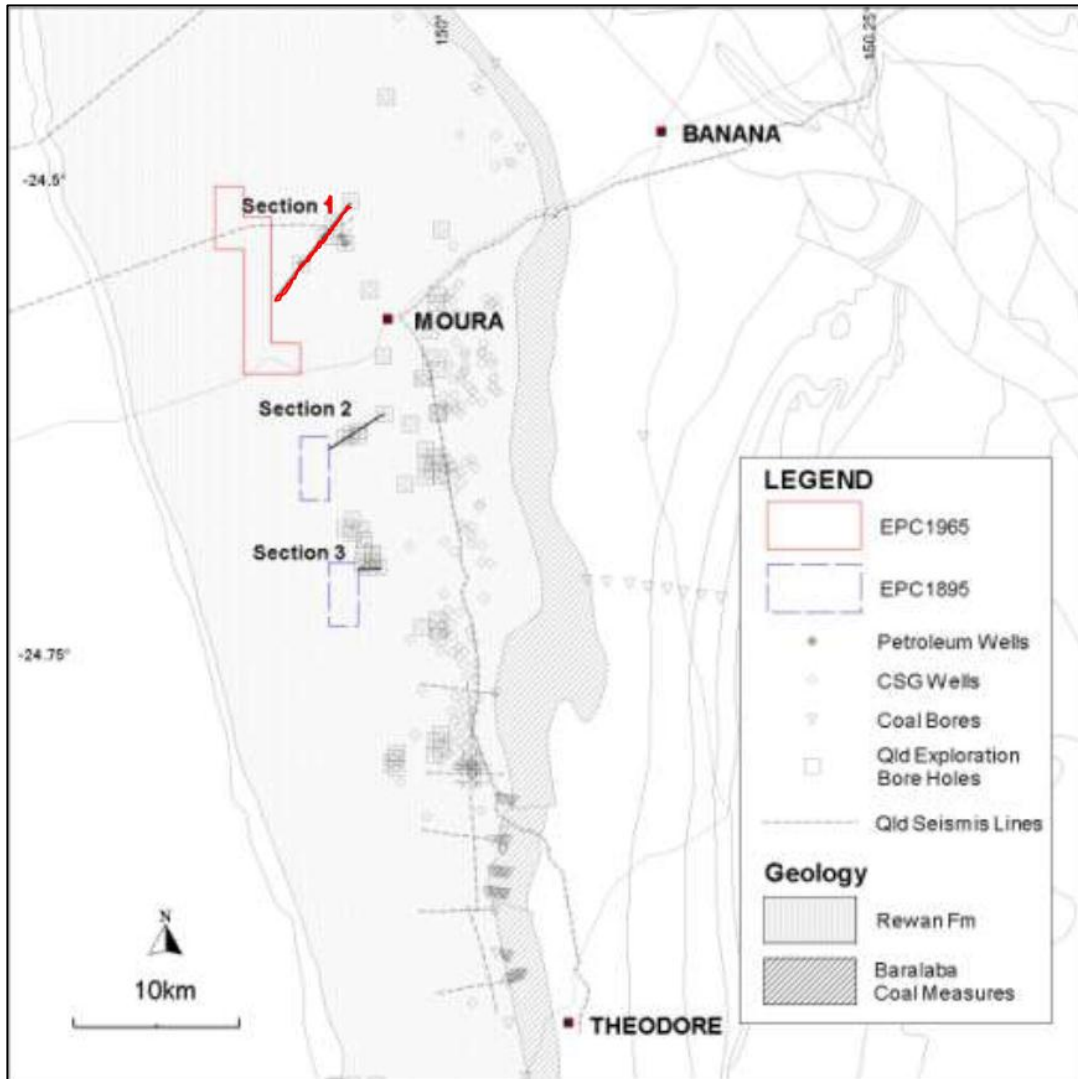 150°
150.25°
BANANA
-24.5°
Section 1
MOURA
Section 2
Section 3
-24.75°
LEGEND
EPC1965
EPC1895
Petroleum Wells
CSG Wells
Coal Bores
Qld Exploration
Bore Holes
Qld Seismis Lines
Geology
Rewan Fm
Baralaba
Coal Measures
N
10km
THEODORE